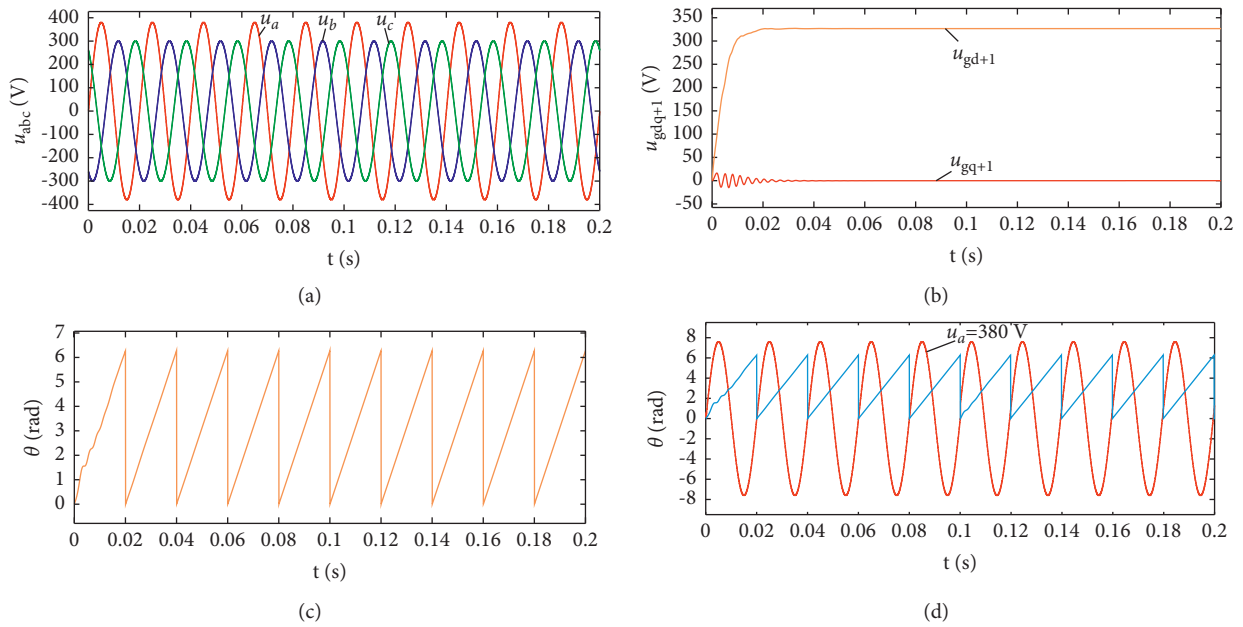 400
300
200
100
0
-100
-200
-300
-400
u_abc (V)
u_a
u_b
u_c
0 0.02 0.04 0.06 0.08 0.1 0.12 0.14 0.16 0.18 0.2
t (s)
(a)
350
300
250
200
150
100
50
0
-50
u_gdq+1 (V)
u_gd+1
u_gq+1
0 0.02 0.04 0.06 0.08 0.1 0.12 0.14 0.16 0.18 0.2
t (s)
(b)
7
6
5
4
3
2
1
0
θ (rad)
0 0.02 0.04 0.06 0.08 0.1 0.12 0.14 0.16 0.18 0.2
t (s)
(c)
8
6
4
2
0
-2
-4
-6
-8
θ (rad)
u_a=380 V
0 0.02 0.04 0.06 0.08 0.1 0.12 0.14 0.16 0.18 0.2
t (s)
(d)